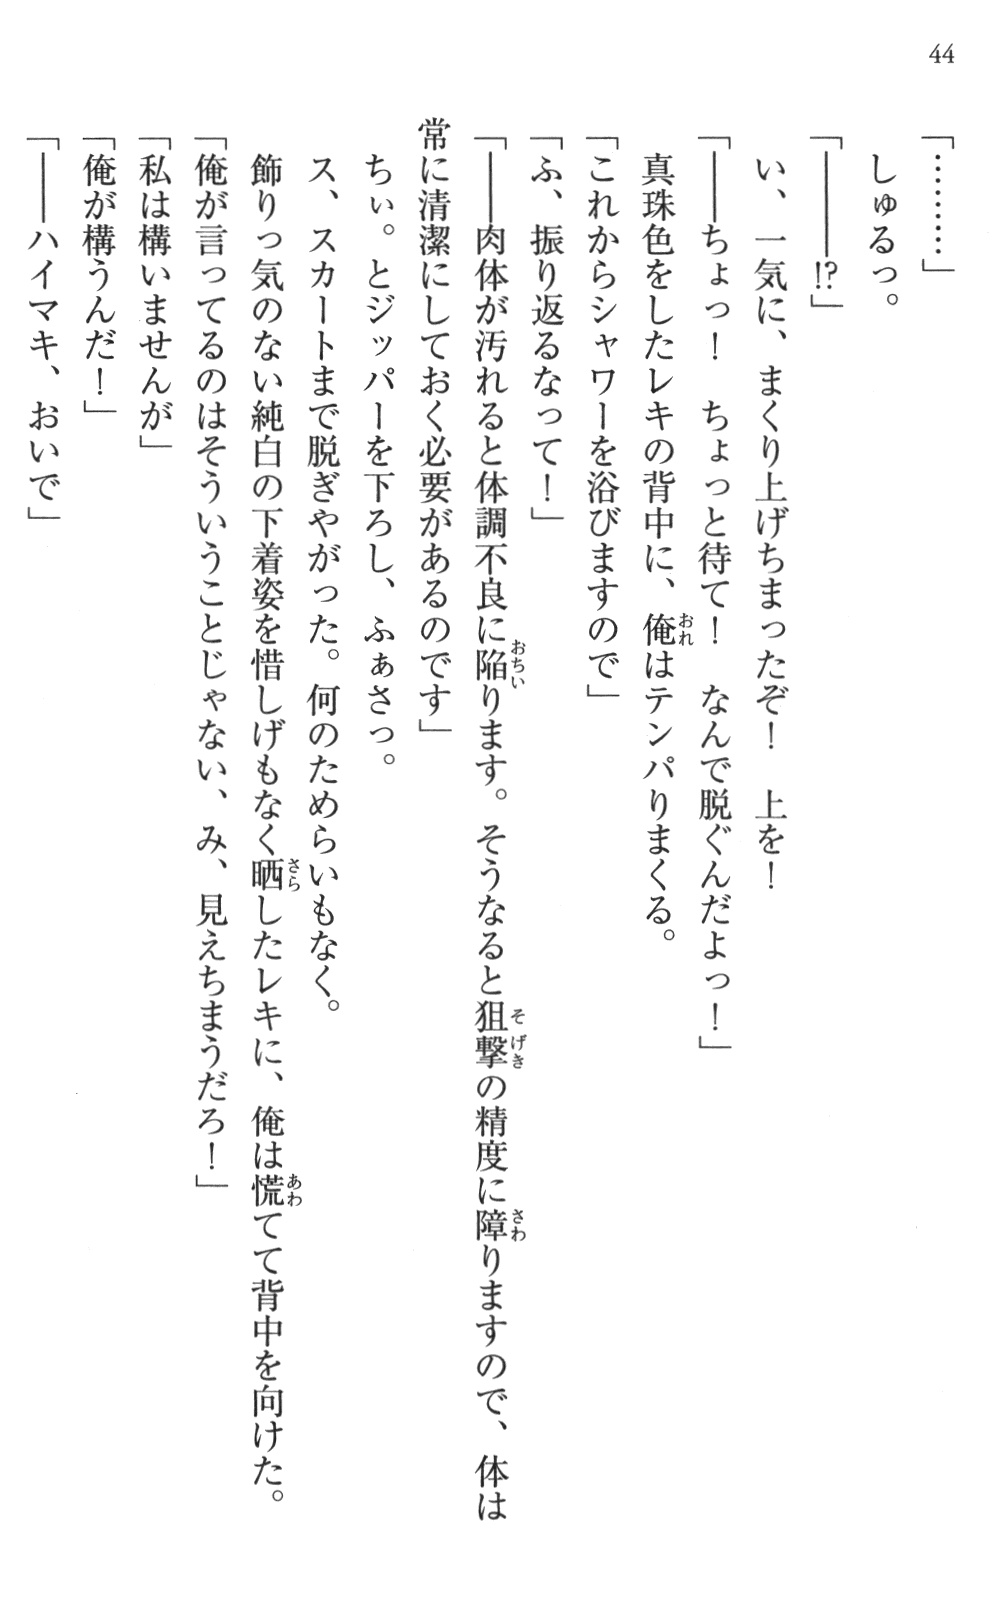 44
「………」
しゅるっ。
「――――!?」
い、一気に、まくり上げちまったぞ！　上を！
「――ちょっ！　ちょっと待て！　なんで脱ぐんだよっ！」
真珠色をしたレキの背中に、俺はテンパりまくる。
「これからシャワーを浴びますので」
「ふ、振り返るなって！」
「――肉体が汚れると体調不良に陥ります。そうなると狙撃の精度に障りますので、体は
常に清潔にしておく必要があるのです」
ちぃ。とジッパーを下ろし、ふぁさっ。
ス、スカートまで脱ぎやがった。何のためらいもなく。
飾りっ気のない純白の下着姿を惜しげもなく晒したレキに、俺は慌てて背中を向けた。
「俺が言ってるのはそういうことじゃない、み、見えちまうだろ！」
「私は構いませんが」
「俺が構うんだ！」
「――ハイマキ、おいで」